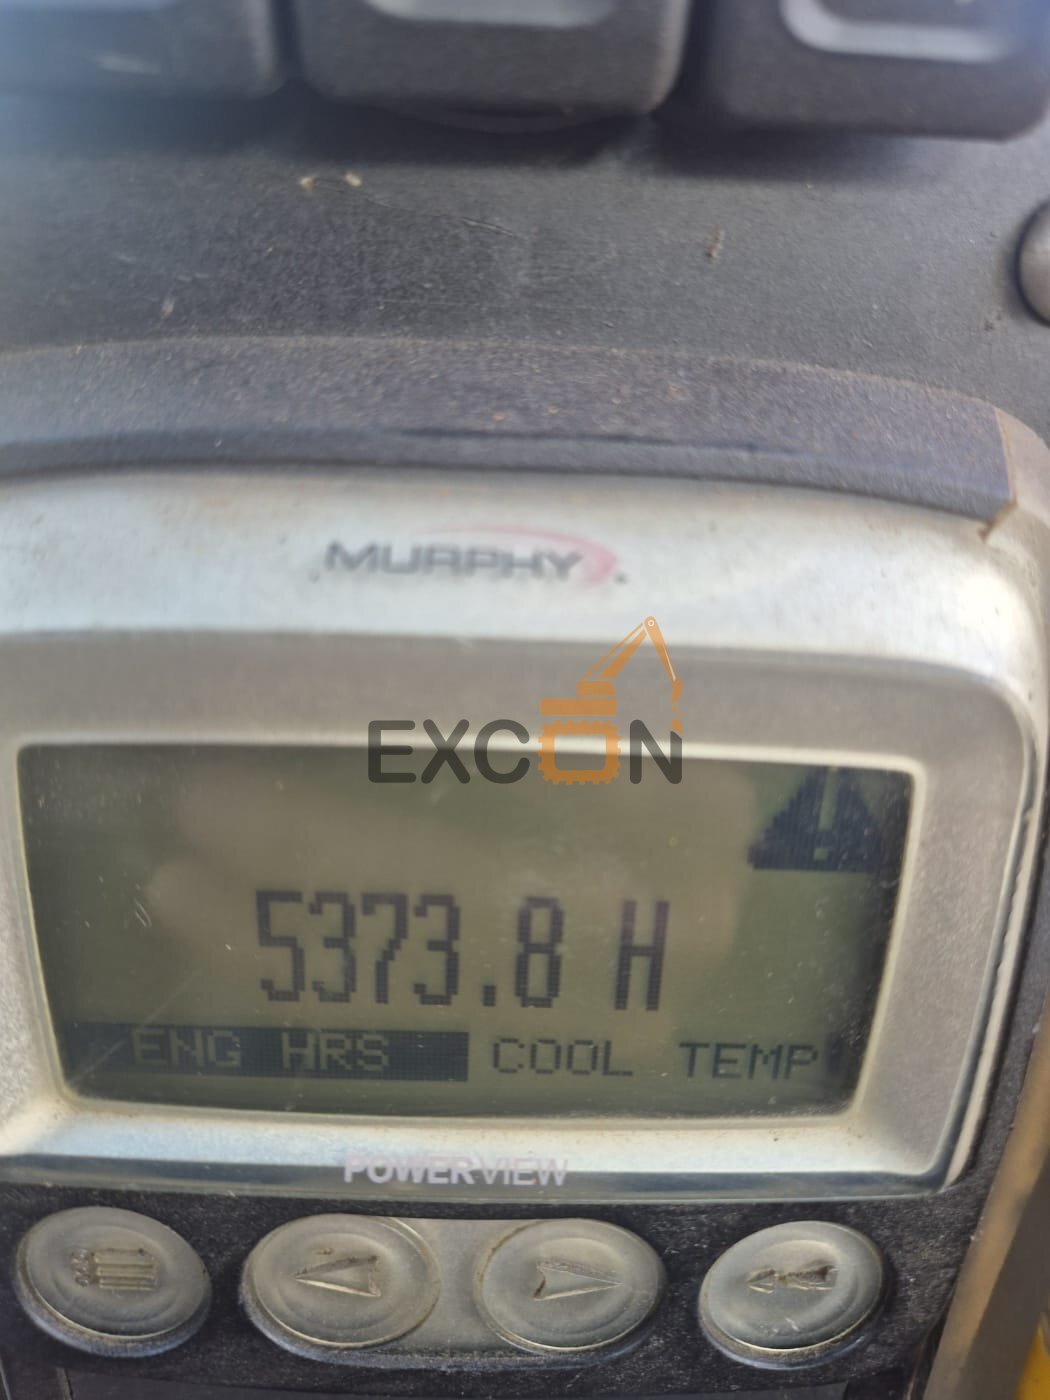 MURPHY
EXCON
5373.8 H
ENG HRS COOL TEMP
POWERVIEW